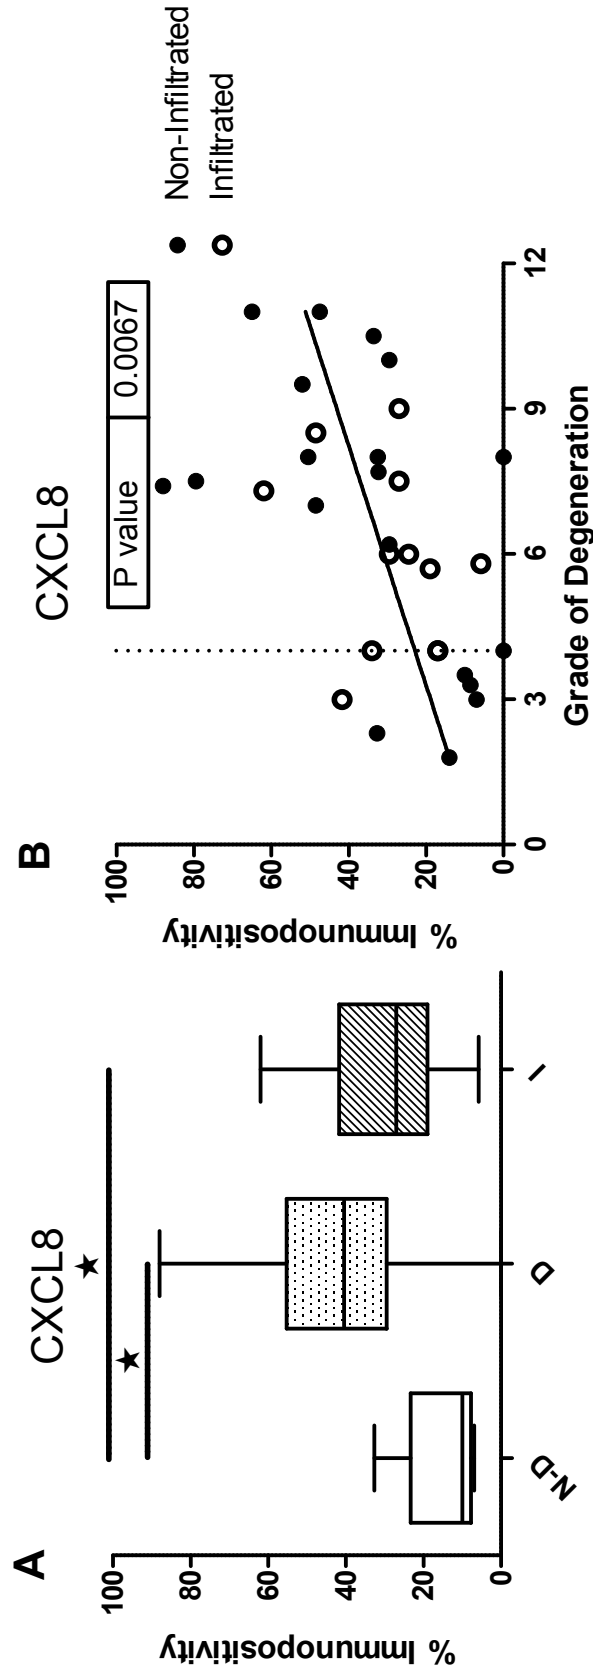 A
CXCL8
★
★
% Immunopositivity
100
80
60
40
20
0
N-D
D
I
B
CXCL8
P value 0.0067
Non-Infiltrated
Infiltrated
% Immunopositivity
100
80
60
40
20
0
0 3 6 9 12
Grade of Degeneration